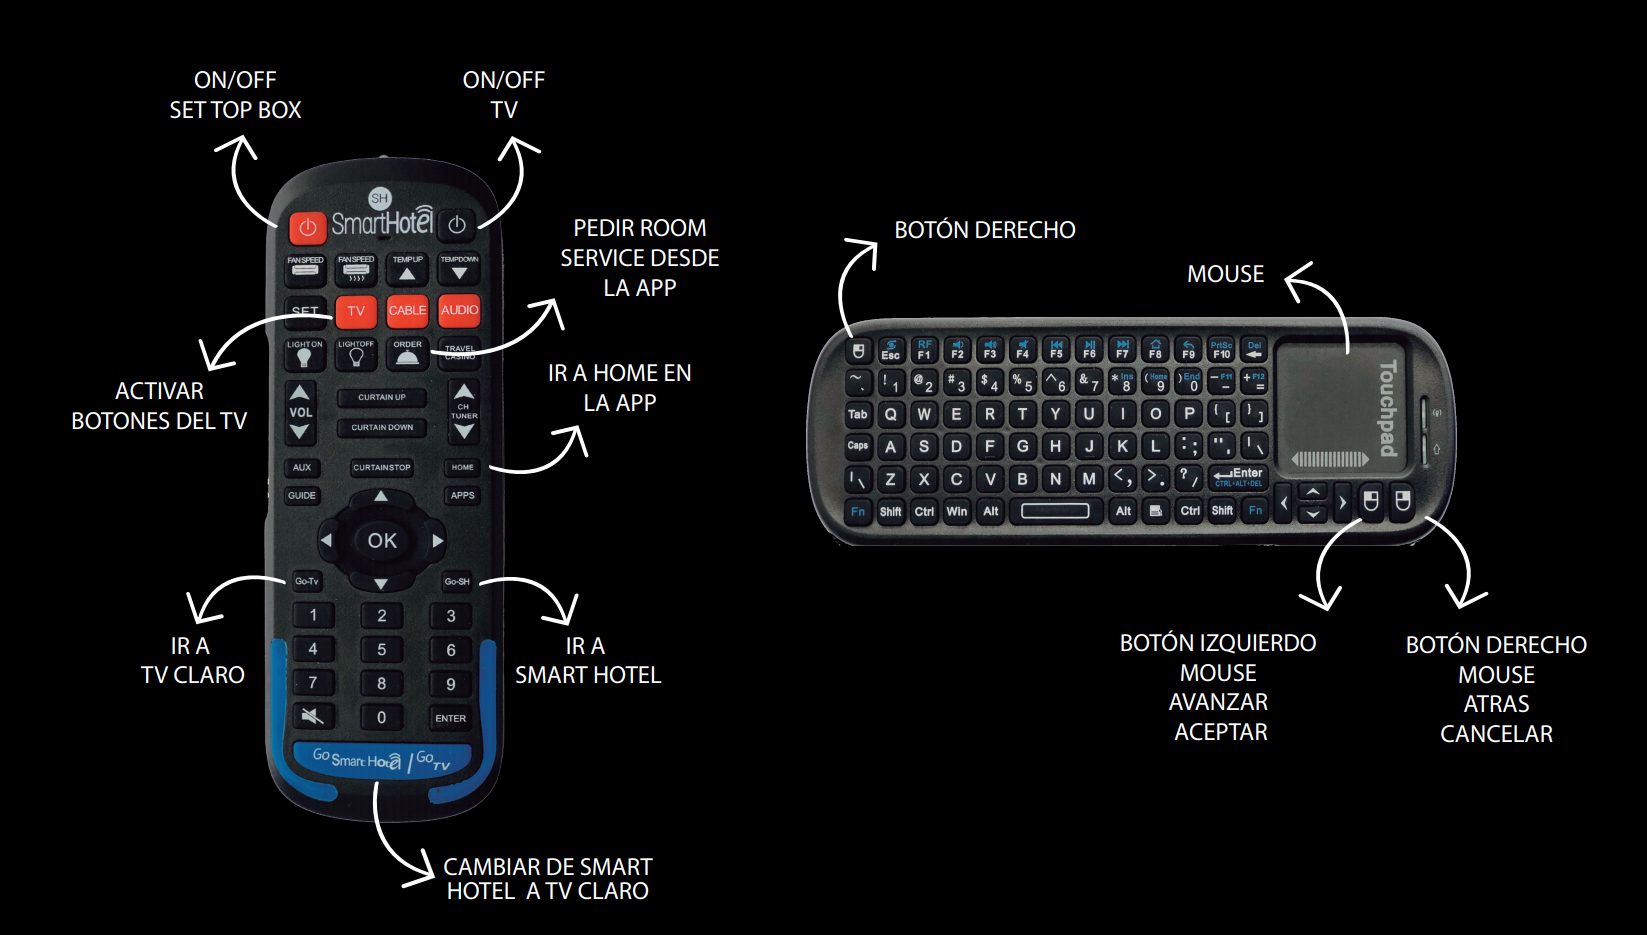 ON/OFF
SET TOP BOX
ON/OFF
TV
PEDIR ROOM
SERVICE DESDE
LA APP
IR A HOME EN
LA APP
ACTIVAR
BOTONES DEL TV
IR A
TV CLARO
IR A
SMART HOTEL
CAMBIAR DE SMART
HOTEL A TV CLARO
SH
SmartHotel
FAN SPEED FAN SPEED TEMP UP TEMP DOWN
SET TV CABLE AUDIO
LIGHT ON LIGHT OFF ORDER TRAVEL
CASINO
VOL CURTAIN UP CH
TUNER
CURTAIN DOWN
AUX CURTAIN STOP HOME
GUIDE APPS
OK
Go-Tv Go-SH
1 2 3
4 5 6
7 8 9
0 ENTER
Go Smart Hotel / Go TV
BOTÓN DERECHO
MOUSE
Esc RF F1 F2 F3 F4 F5 F6 F7 F8 F9 PrtSc F10 Del
~ ` ! 1 @ 2 # 3 $ 4 % 5 ^ 6 & 7 * Ins 8 ( Home 9 ) End 0 – F11 - + F12 =
Tab Q W E R T Y U I O P { [ } ]
Caps A S D F G H J K L : ; " ' | \
| \ Z X C V B N M < , > . ? / Enter
CTRL+ALT+DEL
Fn Shift Ctrl Win Alt Alt Ctrl Shift Fn
Touchpad
BOTÓN IZQUIERDO
MOUSE
AVANZAR
ACEPTAR
BOTÓN DERECHO
MOUSE
ATRAS
CANCELAR